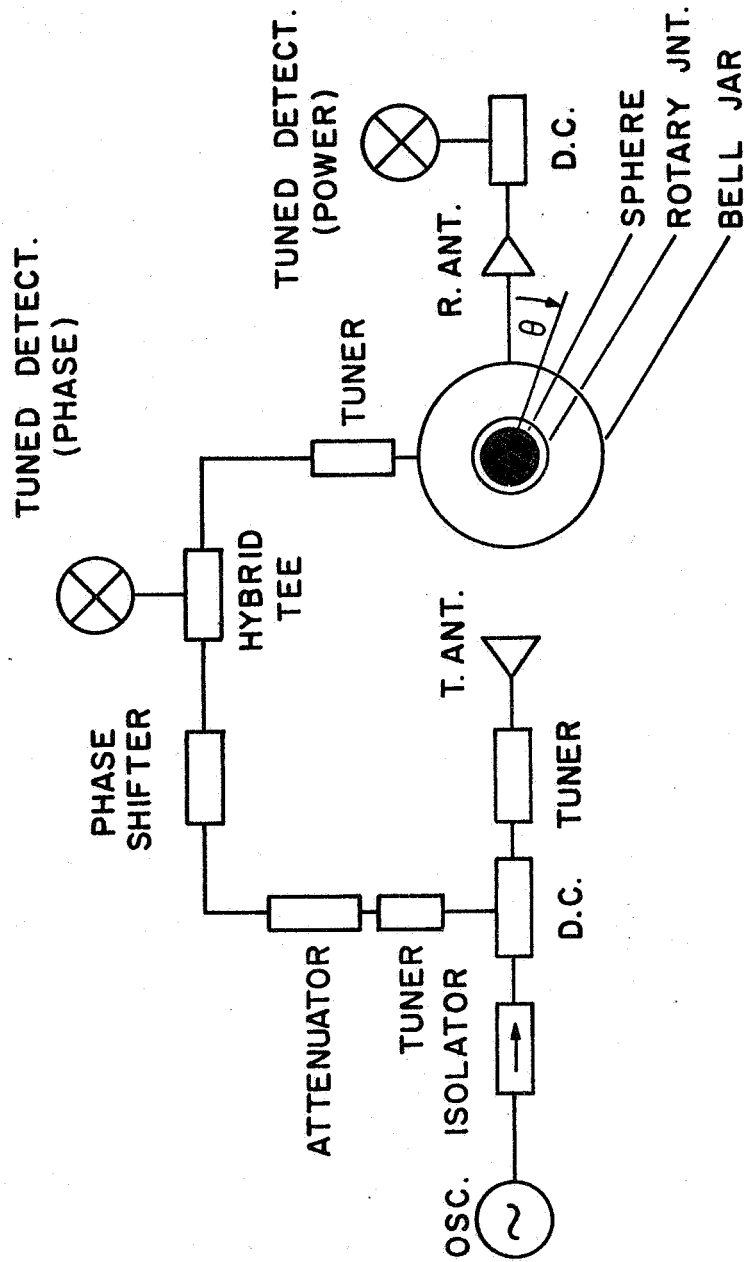 TUNED DETECT.
(PHASE)
TUNED DETECT.
(POWER)
PHASE
SHIFTER
HYBRID
TEE
TUNER
R. ANT.
D.C.
θ
ATTENUATOR
TUNER
T. ANT.
OSC.
ISOLATOR
D.C.
TUNER
SPHERE
ROTARY JNT.
BELL JAR